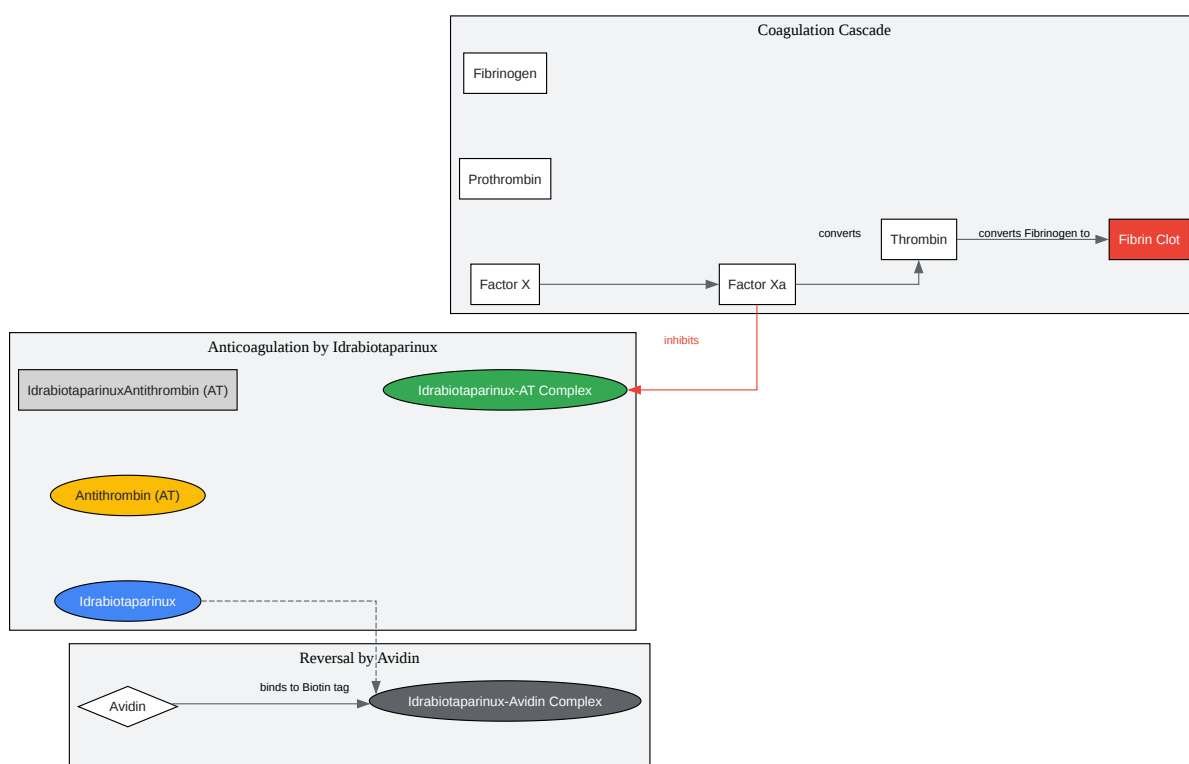 Coagulation Cascade
Fibrinogen
Prothrombin
converts
Thrombin
converts Fibrinogen to
Fibrin Clot
Factor X
Factor Xa
inhibits
Anticoagulation by Idrabiotaparinux
IdrabiotaparinuxAntithrombin (AT)
Idrabiotaparinux-AT Complex
Antithrombin (AT)
Idrabiotaparinux
Reversal by Avidin
binds to Biotin tag
Avidin
Idrabiotaparinux-Avidin Complex